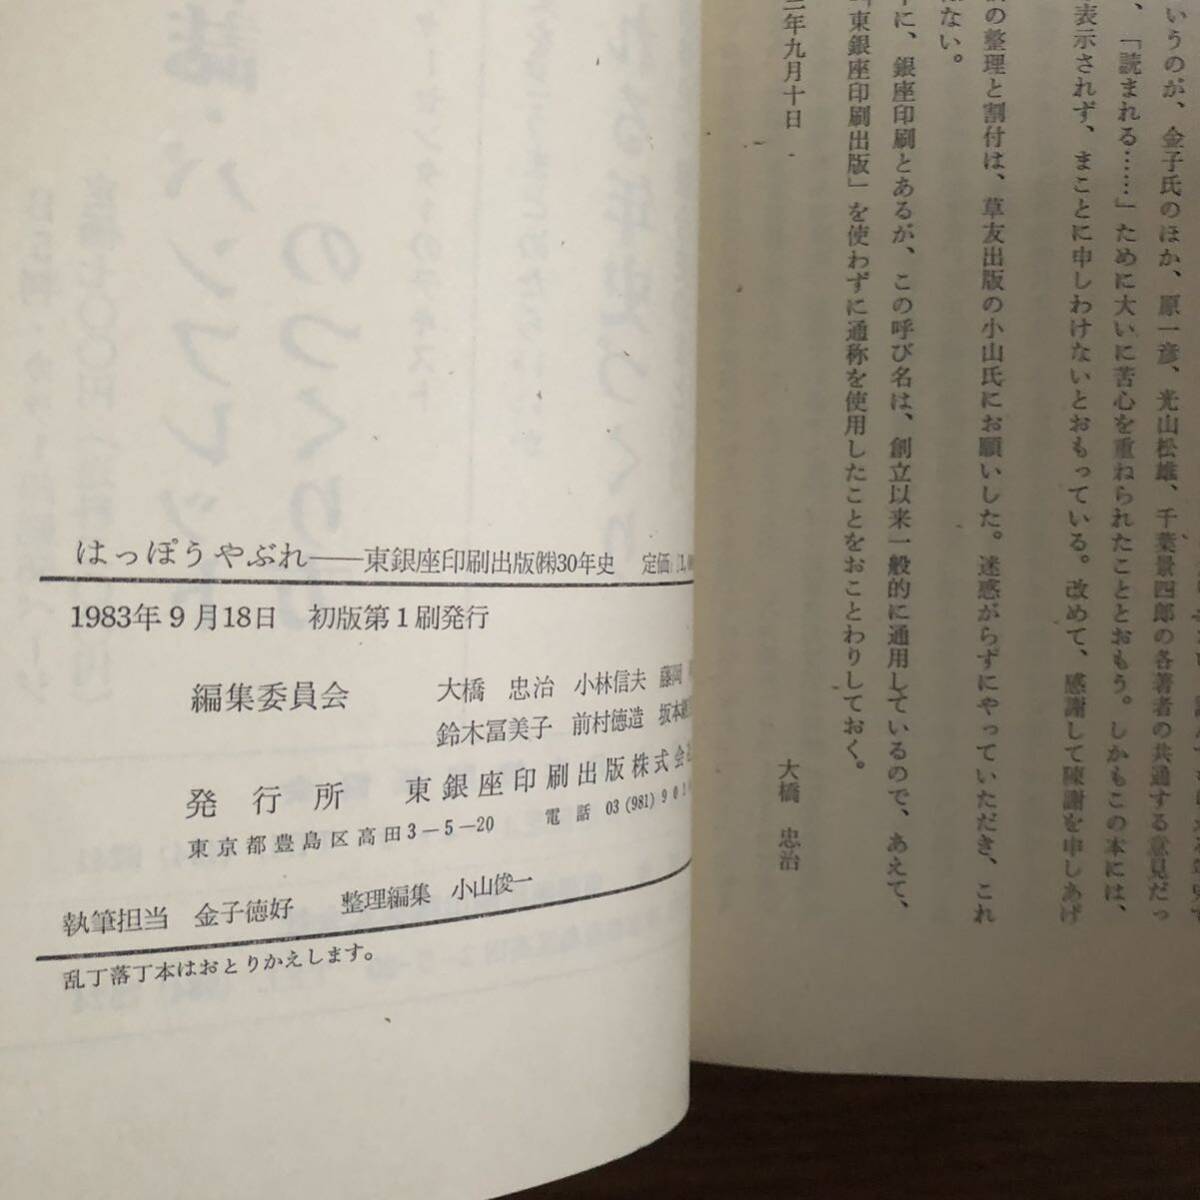 いうのが、金子氏のほか、原一彦、光山松雄、千葉景四郎の各著者の共通する意見だっ
、「読まれる……」ために大いに苦心を重ねられたこととおもう。しかもこの本には、
表示されず、まことに申しわけないとおもっている。改めて、感謝して陳謝を申しあげ
の整理と割付は、草友出版の小山氏にお願いした。迷惑がらずにやっていただき、これ
ない。
に、銀座印刷とあるが、この呼び名は、創立以来一般的に通用しているので、あえて、
「東銀座印刷出版」を使わずに通称を使用したことをおことわりしておく。
年九月十日
大橋 忠治
はっぽうやぶれ――東銀座印刷出版㈱30年史 定価
1983年9月18日 初版第1刷発行
編集委員会 大橋 忠治 小林信夫 藤岡
鈴木冨美子 前村徳造 坂本
発行所 東銀座印刷出版株式会社
東京都豊島区高田3-5-20 電話 03 (981) 901
執筆担当 金子徳好 整理編集 小山俊一
乱丁落丁本はおとりかえします。